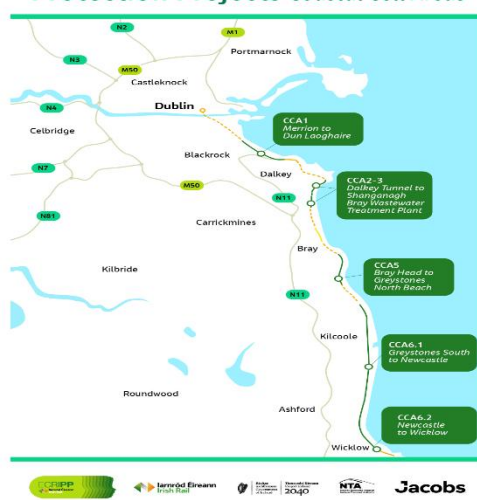 N2
M1
Portmarnock
N3
M50
Castleknock
Dublin
N4
Celbridge
CCA1
Merrion to
Dun Laoghaire
Blackrock
Dalkey
N7
M50
N11
CCA2-3
Dalkey Tunnel to
Shanganagh
Bray Wastewater
Treatment Plant
N81
Carrickmines
Bray
Kilbride
CCA5
Bray Head to
Greystones
North Beach
N11
Kilcoole
CCA6.1
Greystones South
to Newcastle
Roundwood
Ashford
CCA6.2
Newcastle
to Wicklow
Wicklow
ECRIPP
Iarnród Éireann
Irish Rail
2040
NTA
Jacobs